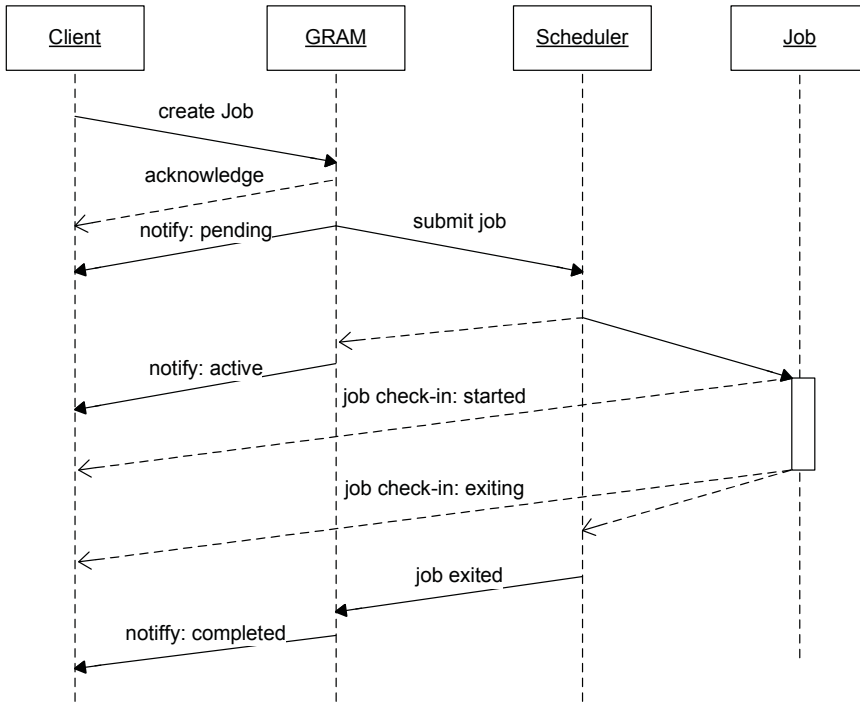 Client
GRAM
Scheduler
Job
create Job
acknowledge
submit job
notify: pending
notify: active
job check-in: started
job check-in: exiting
job exited
notiffy: completed